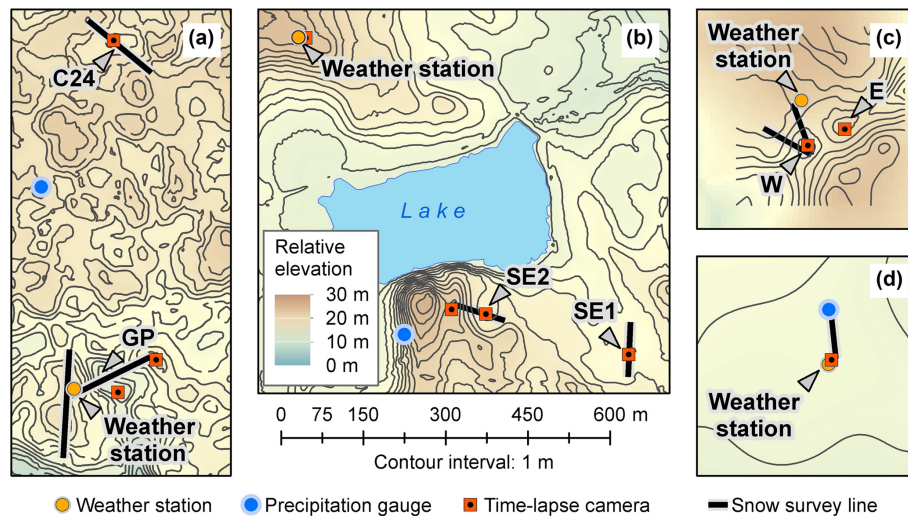 (a)
C24
GP
Weather
station
(b)
Weather station
Lake
Relative
elevation
30 m
20 m
10 m
0 m
SE2
SE1
0 75 150 300 450 600 m
Contour interval: 1 m
(c)
Weather
station
E
W
(d)
Weather
station
Weather station
Precipitation gauge
Time-lapse camera
Snow survey line